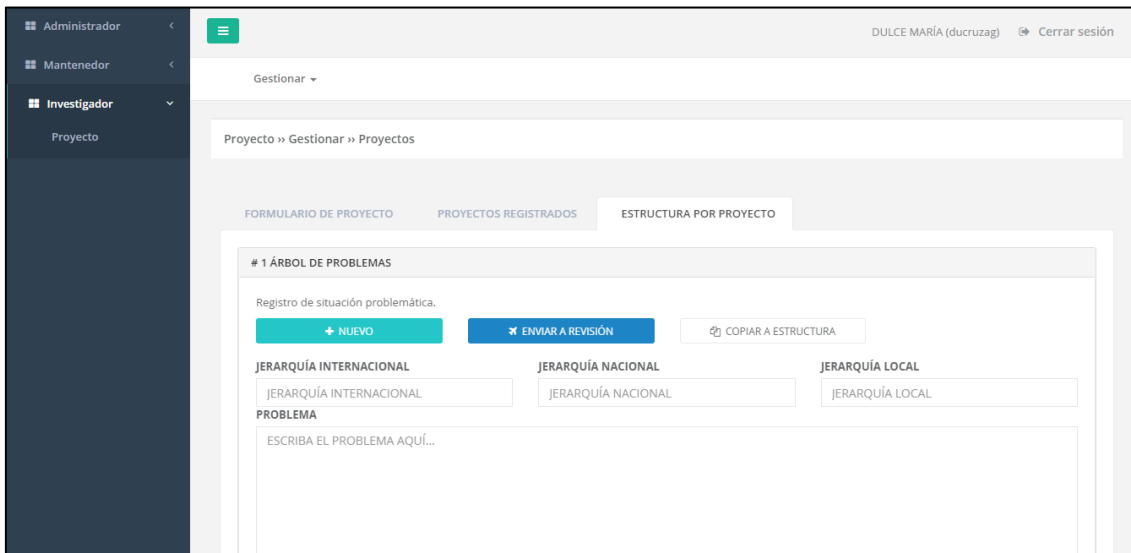 Administrador
Mantenedor
Investigador
Proyecto
DULCE MARÍA (ducruzag) Cerrar sesión
Gestionar
Proyecto ›› Gestionar ›› Proyectos
FORMULARIO DE PROYECTO PROYECTOS REGISTRADOS ESTRUCTURA POR PROYECTO
# 1 ÁRBOL DE PROBLEMAS
Registro de situación problemática.
+ NUEVO ENVIAR A REVISIÓN COPIAR A ESTRUCTURA
JERARQUÍA INTERNACIONAL JERARQUÍA NACIONAL JERARQUÍA LOCAL
JERARQUÍA INTERNACIONAL JERARQUÍA NACIONAL JERARQUÍA LOCAL
PROBLEMA
ESCRIBA EL PROBLEMA AQUÍ...